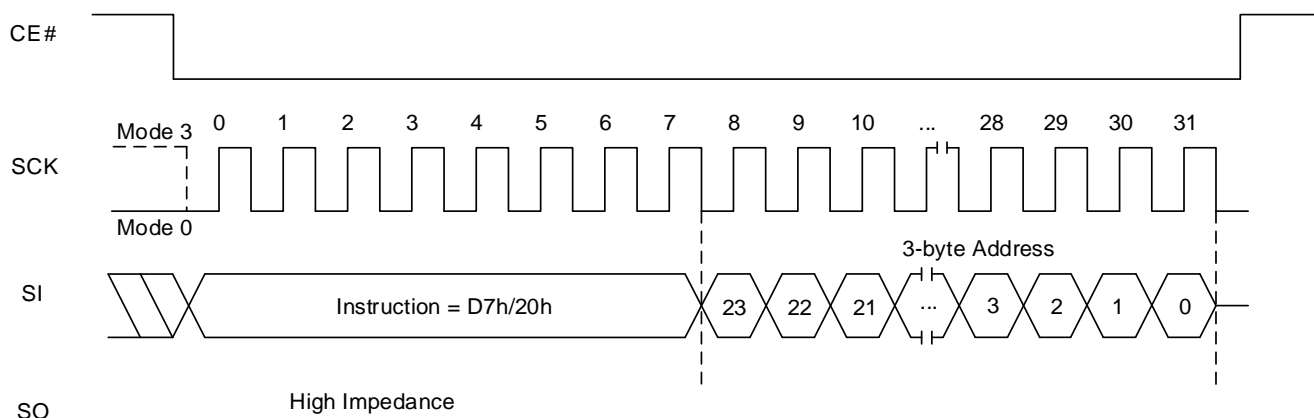 CE#
0 1 2 3 4 5 6 7 8 9 10 ... 28 29 30 31
Mode 3
SCK
Mode 0
3-byte Address
SI
Instruction = D7h/20h 23 22 21 ... 3 2 1 0
High Impedance
SO